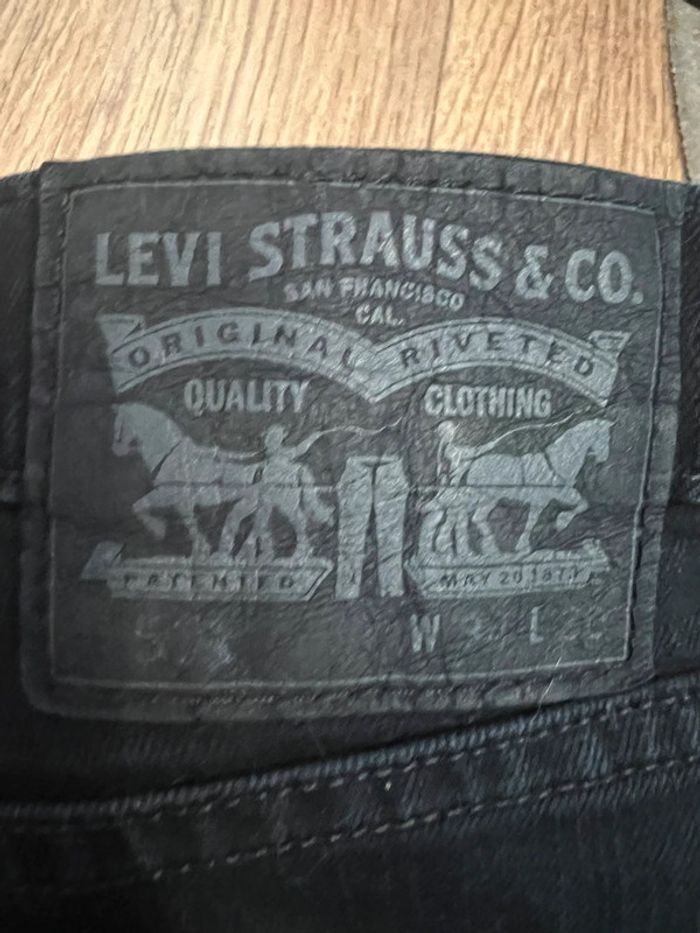 LEVI STRAUSS & CO.
SAN FRANCISCO
CAL.
ORIGINAL RIVETED
QUALITY CLOTHING
PATENTED MAY 20 1873
W L